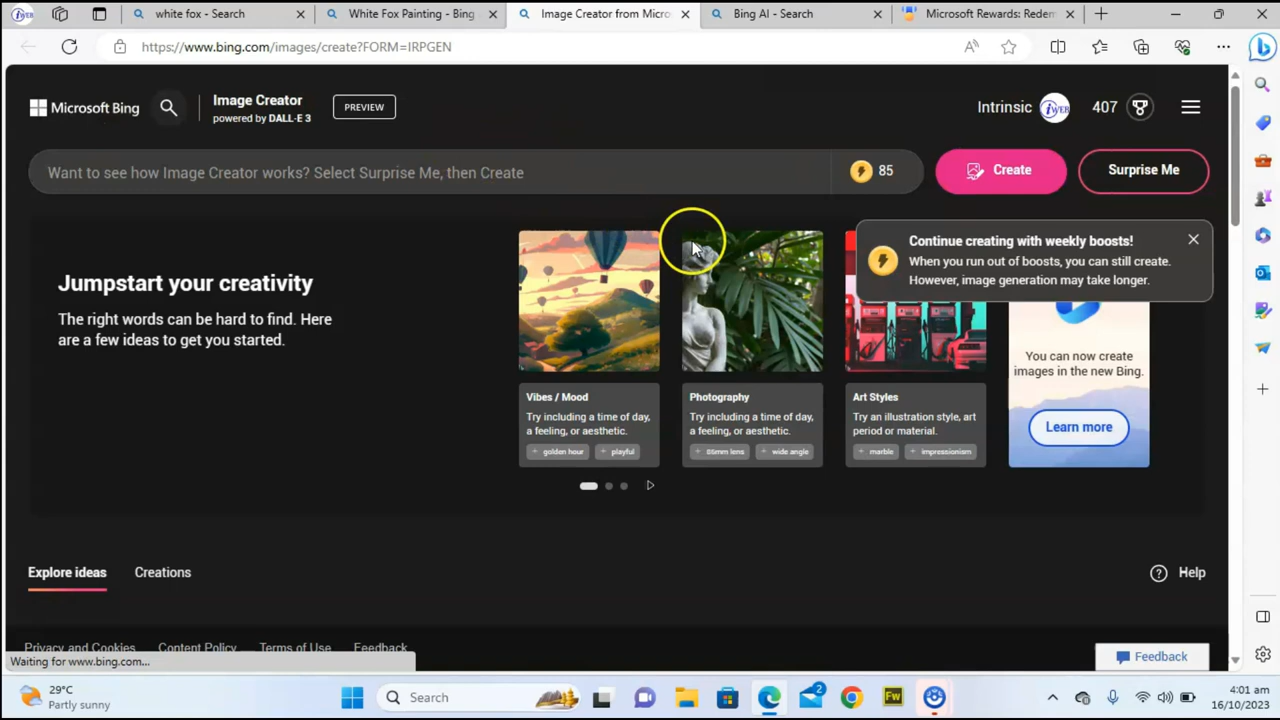 white fox - Search
White Fox Painting - Bing
Image Creator from Micro
Bing AI - Search
Microsoft Rewards: Redem
https://www.bing.com/images/create?FORM=IRPGEN
Microsoft Bing
Image Creator
powered by DALL-E 3
PREVIEW
Intrinsic
iWEB
407
Want to see how Image Creator works? Select Surprise Me, then Create
85
Create
Surprise Me
Continue creating with weekly boosts!
When you run out of boosts, you can still create.
However, image generation may take longer.
Jumpstart your creativity
The right words can be hard to find. Here
are a few ideas to get you started.
Vibes / Mood
Try including a time of day,
a feeling, or aesthetic.
+ golden hour + playful
Photography
Try including a time of day,
a feeling, or aesthetic.
+ 86mm lens + wide angle
Art Styles
Try an illustration style, art
period or material.
+ marble + impressionism
You can now create
images in the new Bing.
Learn more
Explore ideas
Creations
Help
Privacy and Cookies
Content Policy
Terms of Use
Feedback
Feedback
Waiting for www.bing.com...
29°C
Partly sunny
Search
2
Fw
4:01 am
16/10/2023